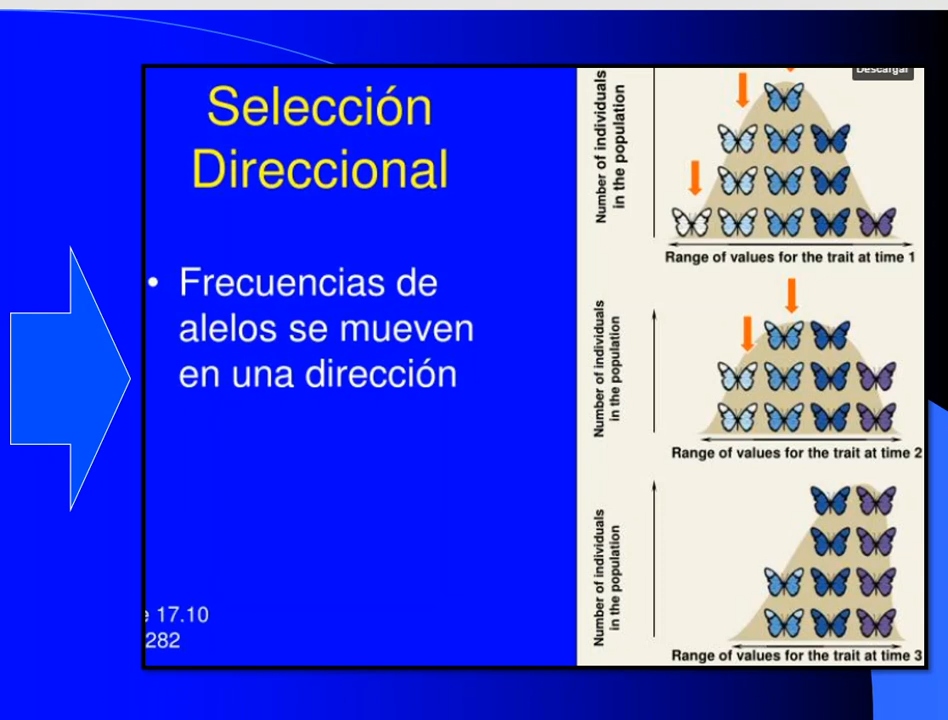 Selección
Direccional
• Frecuencias de
alelos se mueven
en una dirección
e 17.10
282
Descargar
Number of individuals
in the population
Range of values for the trait at time 1
Number of individuals
in the population
Range of values for the trait at time 2
Number of individuals
in the population
Range of values for the trait at time 3